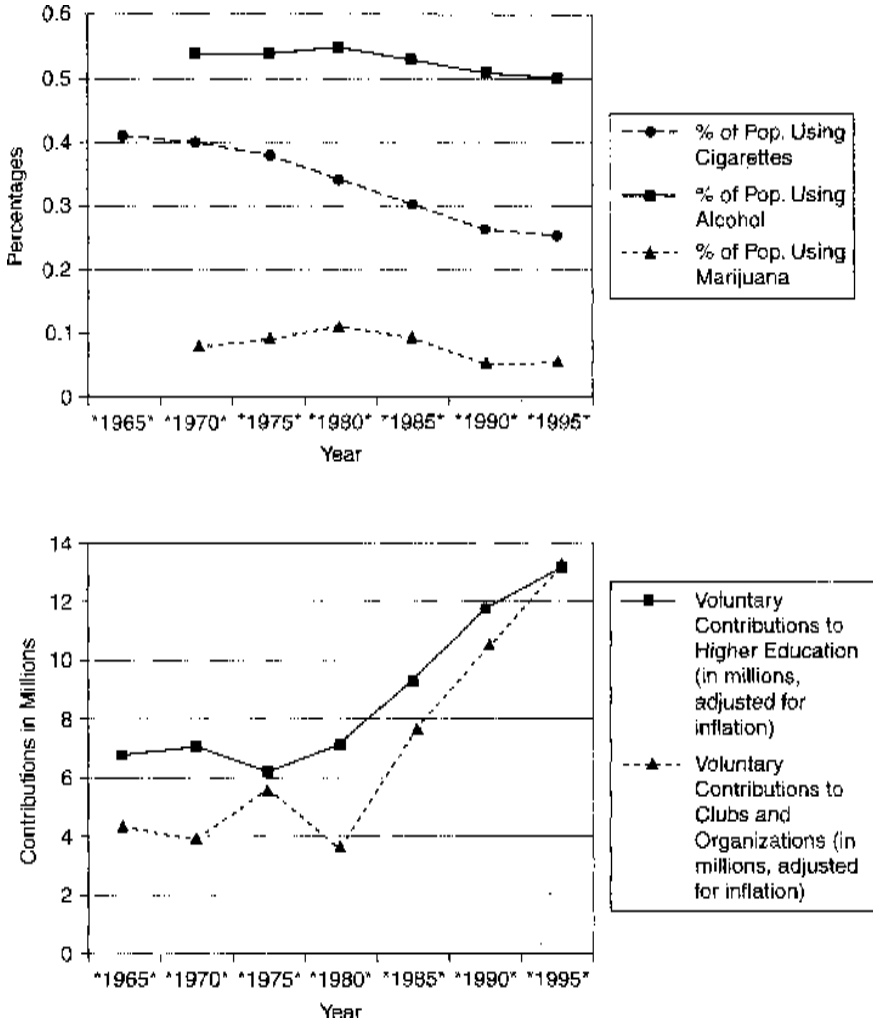 0.6
0.5
0.4
0.3
0.2
0.1
0
Percentages
*1965* *1970* *1975* *1980* *1985* *1990* *1995*
Year
% of Pop. Using
Cigarettes
% of Pop. Using
Alcohol
% of Pop. Using
Marijuana
14
12
10
8
6
4
2
0
Contributions in Millions
*1965* *1970* *1975* *1980* *1985* *1990* *1995*
Year
Voluntary
Contributions to
Higher Education
(in millions,
adjusted for
inflation)
Voluntary
Contributions to
Clubs and
Organizations (in
millions, adjusted
for inflation)